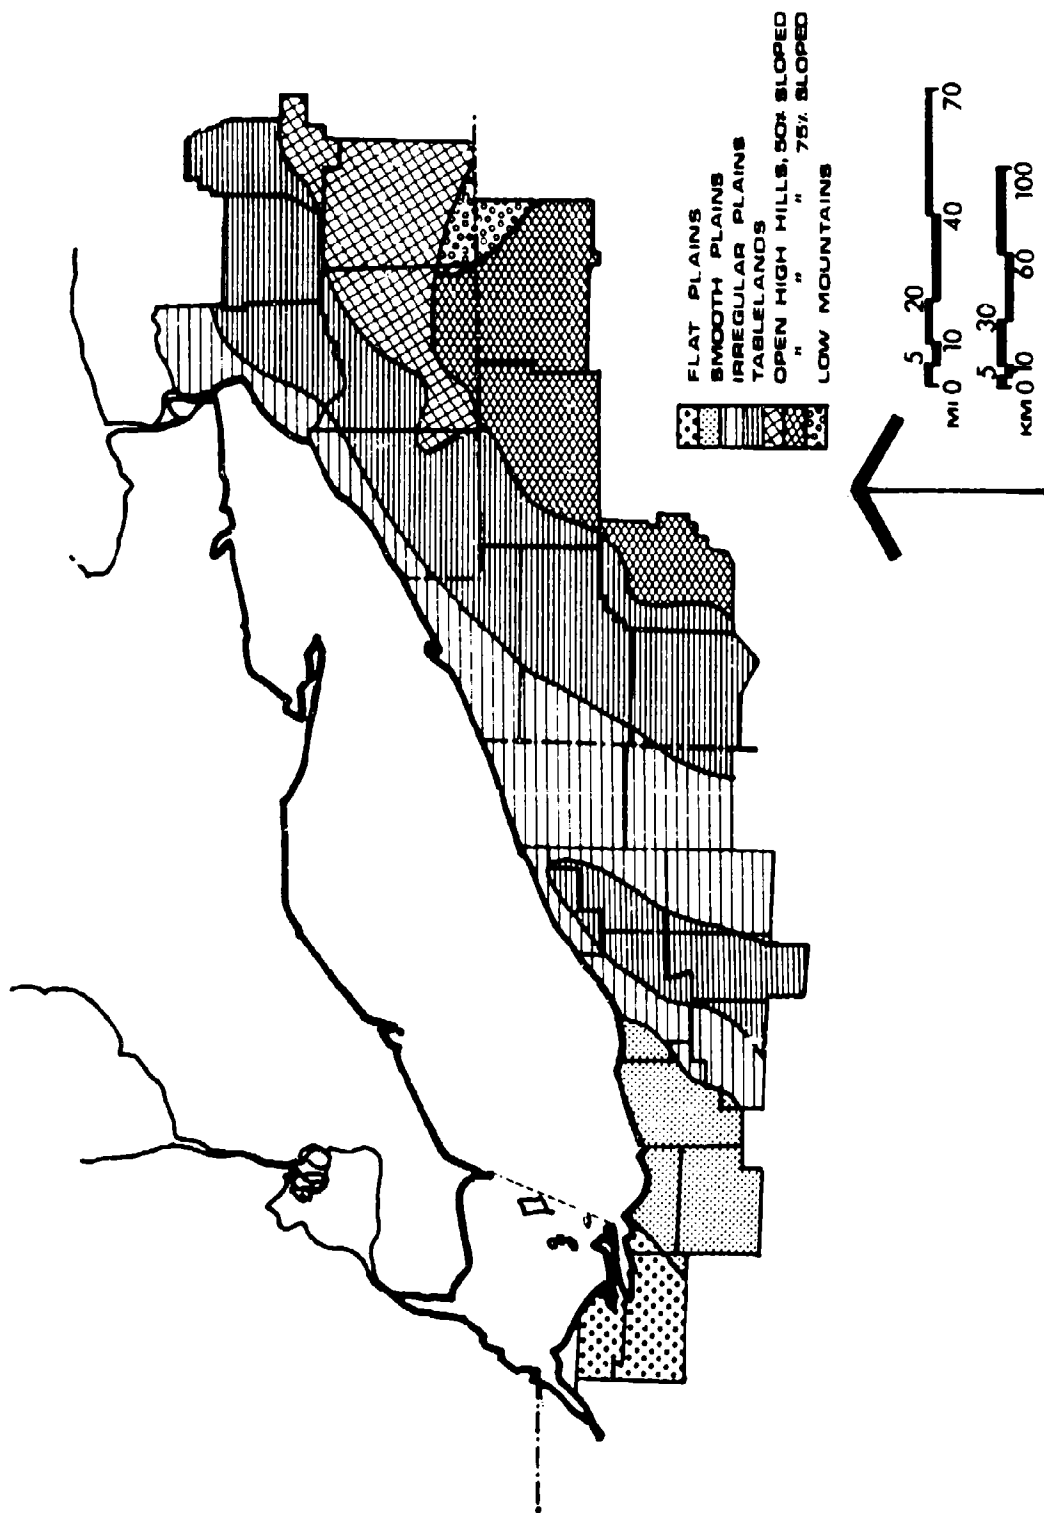 FLAT PLAINS
SMOOTH PLAINS
IRREGULAR PLAINS
TABLELANDS
OPEN HIGH HILLS, 50% SLOPED
" " " 75% SLOPED
LOW MOUNTAINS
MI 0 5 10 20 40 70
KM 0 5 10 30 60 100